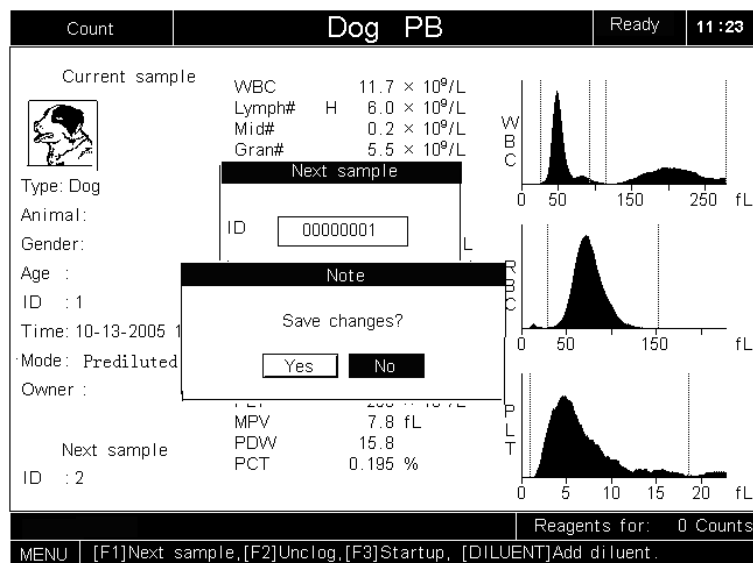 Count Dog PB Ready 11:23
Current sample
Type: Dog
Animal:
Gender:
Age :
ID : 1
Time: 10-13-2005 1
Mode: Prediluted
Owner :
Next sample
ID : 2
WBC 11.7 × 10⁹/L
Lymph# H 6.0 × 10⁹/L
Mid# 0.2 × 10⁹/L
Gran# 5.5 × 10⁹/L
Next sample
ID 00000001
L
Note
Save changes?
Yes No
MPV 7.8 fL
PDW 15.8
PCT 0.195 %
WBC
0 50 150 250 fL
RBC
0 50 150 fL
PLT
0 5 10 15 20 fL
Reagents for: 0 Counts
MENU [F1]Next sample,[F2]Unclog,[F3]Startup, [DILUENT]Add diluent.